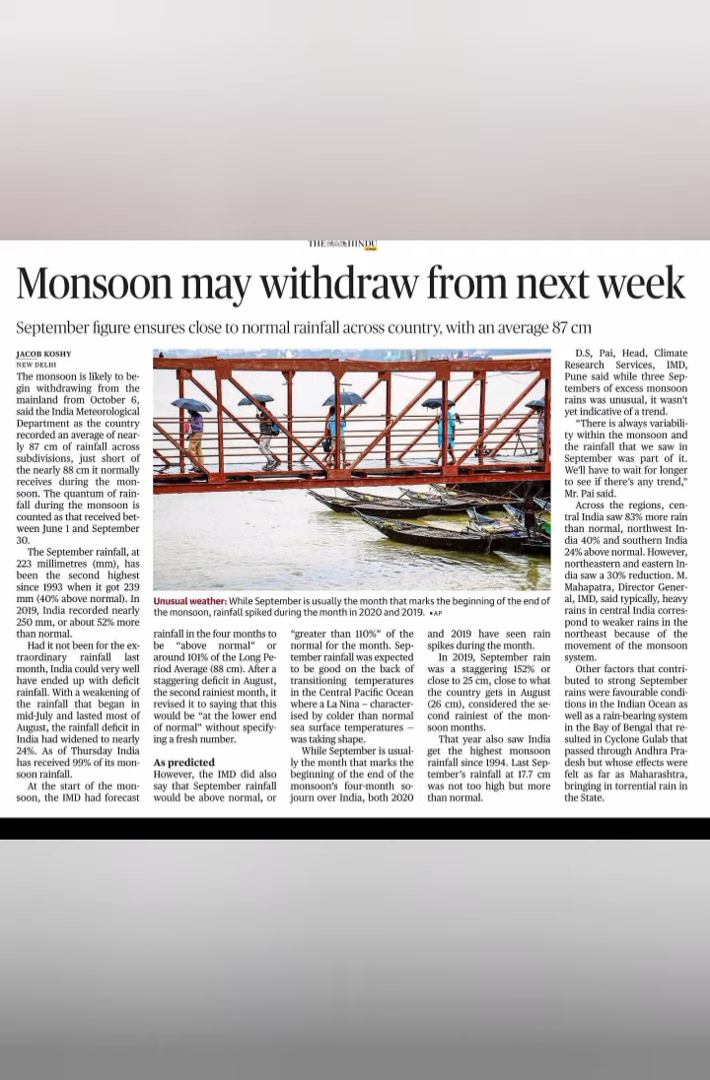 THE HINDU
Monsoon may withdraw from next week
September figure ensures close to normal rainfall across country, with an average 87 cm
JACOB KOSHY
NEW DELHI
The monsoon is likely to be-
gin withdrawing from the
mainland from October 6,
said the India Meteorological
Department as the country
recorded an average of near-
ly 87 cm of rainfall across
subdivisions, just short of
the nearly 88 cm it normally
receives during the mon-
soon. The quantum of rain-
fall during the monsoon is
counted as that received bet-
ween June 1 and September
30.
The September rainfall, at
223 millimetres (mm), has
been the second highest
since 1993 when it got 239
mm (40% above normal). In
2019, India recorded nearly
250 mm, or about 52% more
than normal.
Had it not been for the ex-
traordinary rainfall last
month, India could very well
have ended up with deficit
rainfall. With a weakening of
the rainfall that began in
mid-July and lasted most of
August, the rainfall deficit in
India had widened to nearly
24%. As of Thursday India
has received 99% of its mon-
soon rainfall.
At the start of the mon-
soon, the IMD had forecast
Unusual weather: While September is usually the month that marks the beginning of the end of
the monsoon, rainfall spiked during the month in 2020 and 2019. •AP
rainfall in the four months to
be “above normal” or
around 101% of the Long Pe-
riod Average (88 cm). After a
staggering deficit in August,
the second rainiest month, it
revised it to saying that this
would be “at the lower end
of normal” without specify-
ing a fresh number.
As predicted
However, the IMD did also
say that September rainfall
would be above normal, or
“greater than 110%” of the
normal for the month. Sep-
tember rainfall was expected
to be good on the back of
transitioning temperatures
in the Central Pacific Ocean
where a La Nina – character-
ised by colder than normal
sea surface temperatures –
was taking shape.
While September is usual-
ly the month that marks the
beginning of the end of the
monsoon’s four-month so-
journ over India, both 2020
and 2019 have seen rain
spikes during the month.
In 2019, September rain
was a staggering 152% or
close to 25 cm, close to what
the country gets in August
(26 cm), considered the se-
cond rainiest of the mon-
soon months.
That year also saw India
get the highest monsoon
rainfall since 1994. Last Sep-
tember’s rainfall at 17.7 cm
was not too high but more
than normal.
D.S, Pai, Head, Climate
Research Services, IMD,
Pune said while three Sep-
tembers of excess monsoon
rains was unusual, it wasn’t
yet indicative of a trend.
“There is always variabili-
ty within the monsoon and
the rainfall that we saw in
September was part of it.
We’ll have to wait for longer
to see if there’s any trend,”
Mr. Pai said.
Across the regions, cen-
tral India saw 83% more rain
than normal, northwest In-
dia 40% and southern India
24% above normal. However,
northeastern and eastern In-
dia saw a 30% reduction. M.
Mahapatra, Director Gener-
al, IMD, said typically, heavy
rains in central India corres-
pond to weaker rains in the
northeast because of the
movement of the monsoon
system.
Other factors that contri-
buted to strong September
rains were favourable condi-
tions in the Indian Ocean as
well as a rain-bearing system
in the Bay of Bengal that re-
sulted in Cyclone Gulab that
passed through Andhra Pra-
desh but whose effects were
felt as far as Maharashtra,
bringing in torrential rain in
the State.